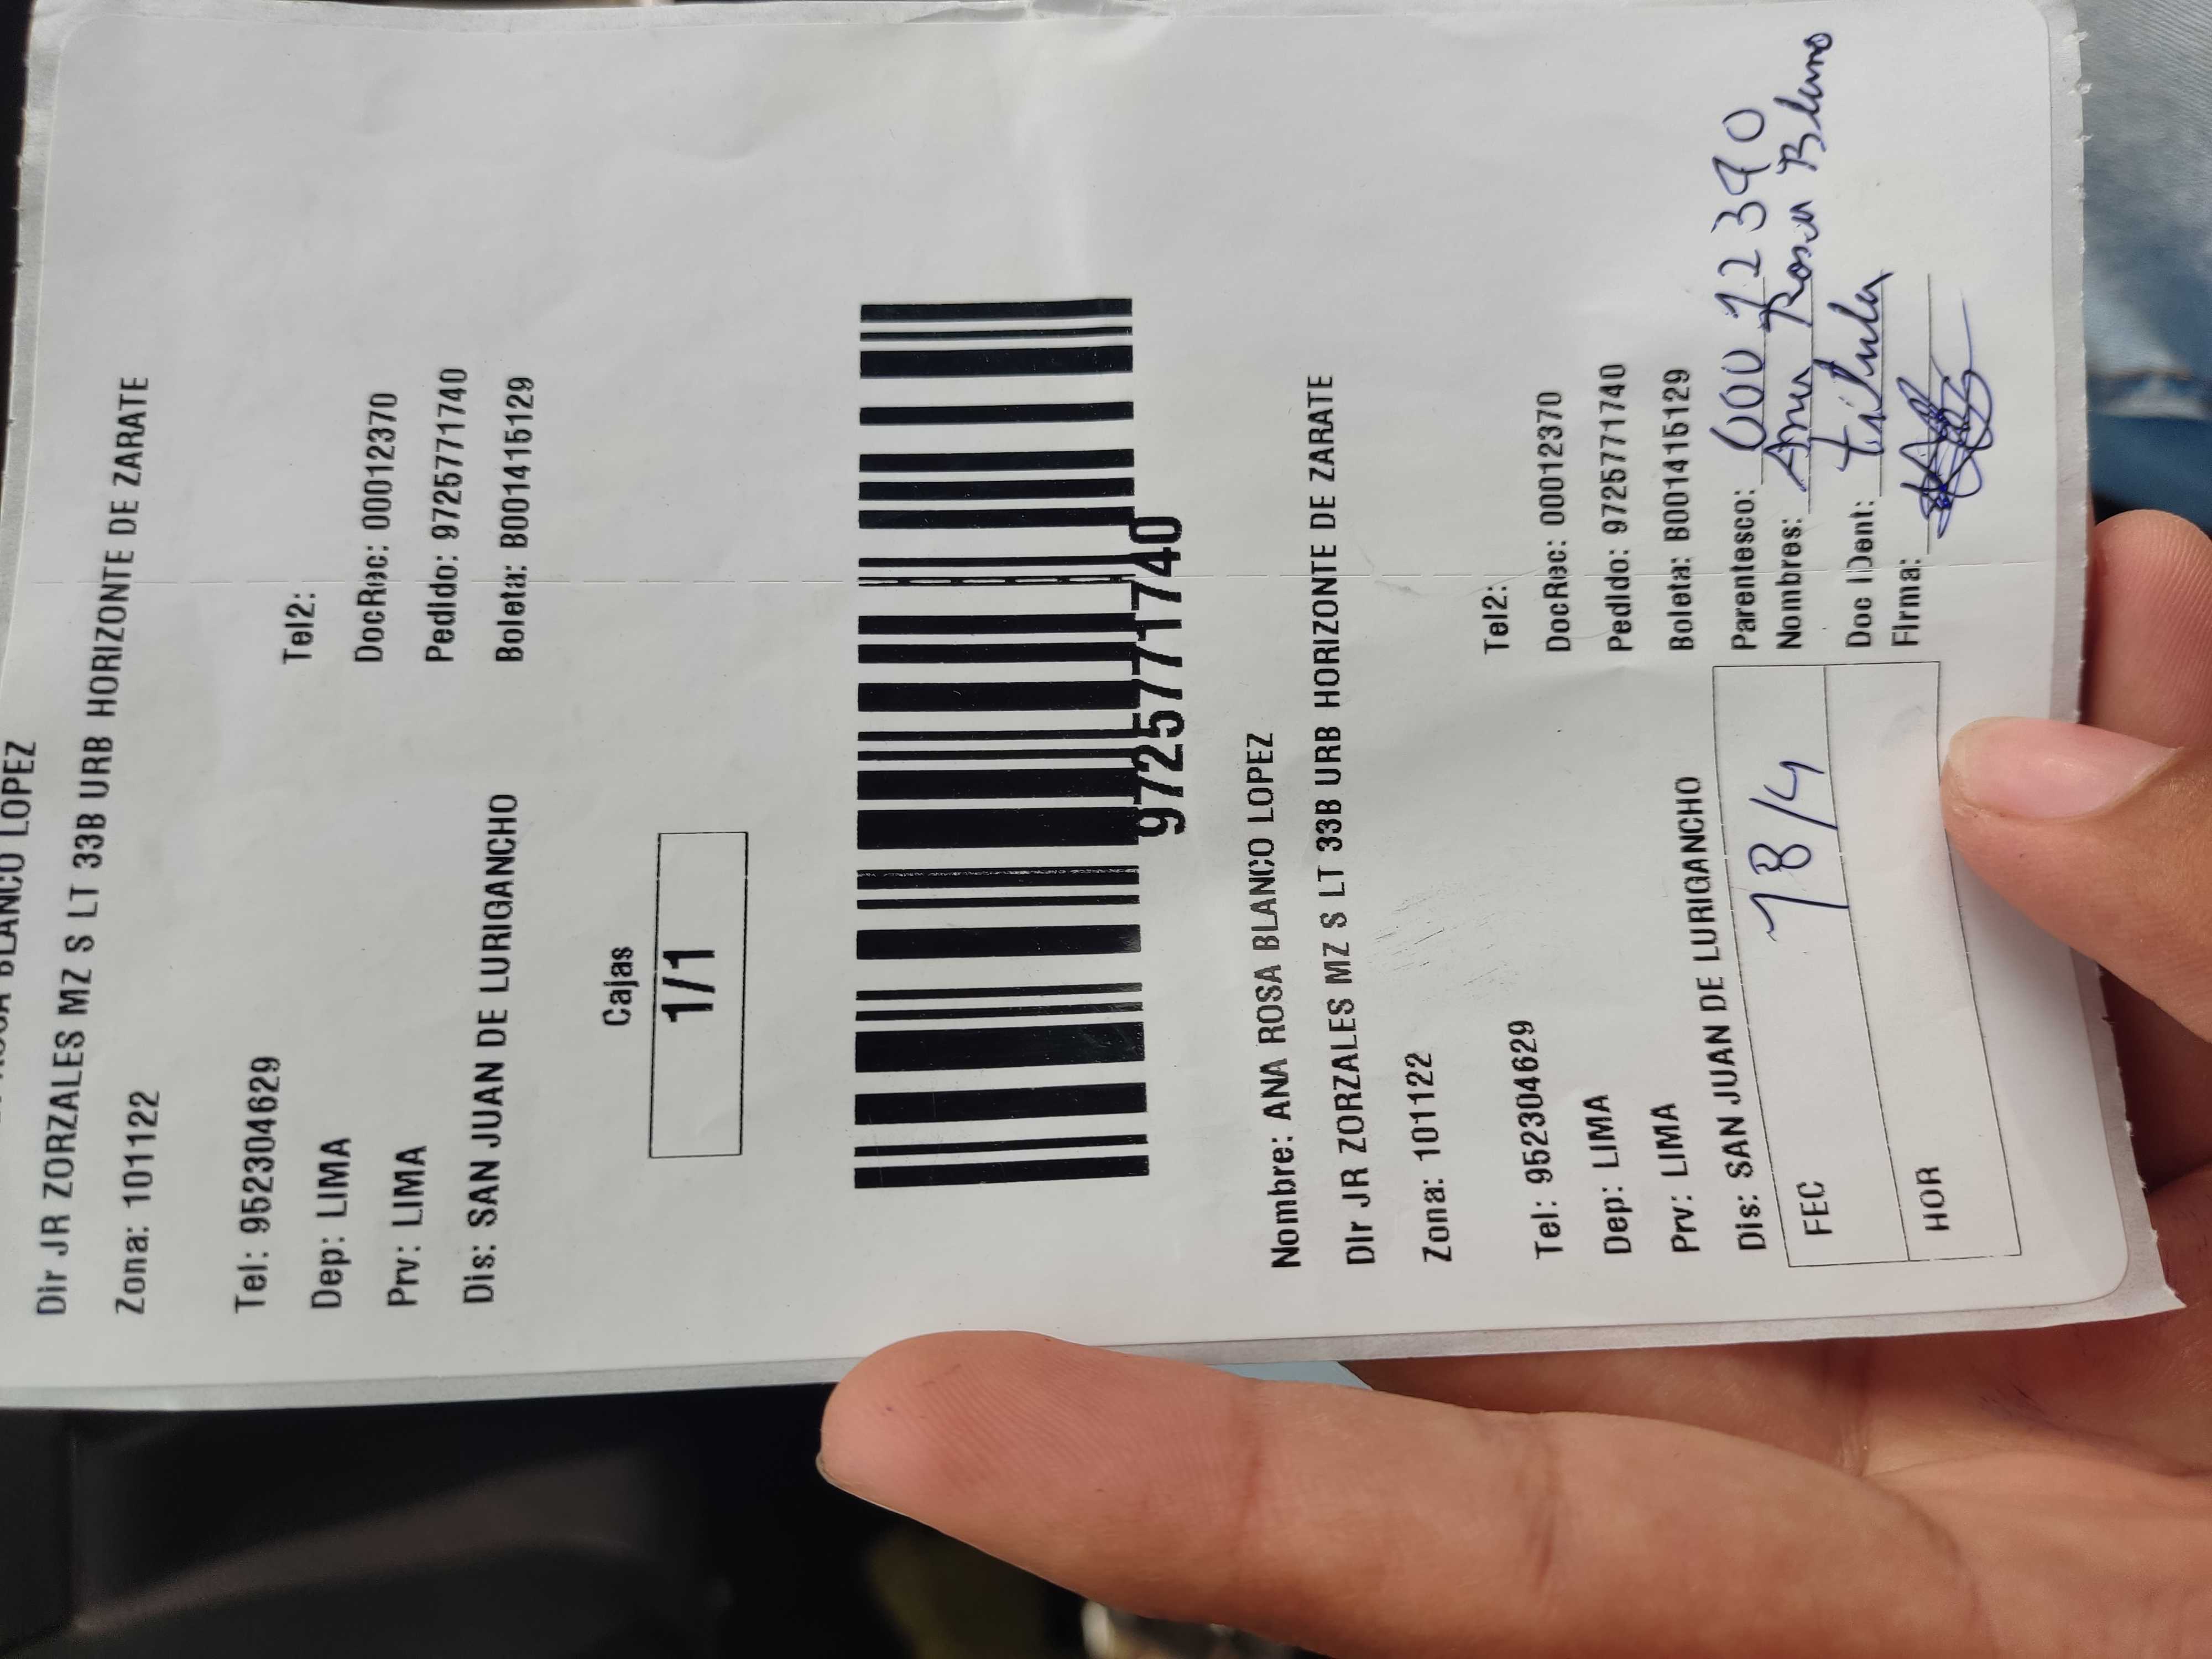 BLANCO LOPEZ
Dir JR ZORZALES MZ S LT 33B URB HORIZONTE DE ZARATE
Zona: 101122
Tel: 952304629 Tel2:
Dep: LIMA DocRec: 00012370
Prv: LIMA Pedido: 9725771740
Dis: SAN JUAN DE LURIGANCHO Boleta: B001415129
Cajas
1/1
9725771740
Nombre: ANA ROSA BLANCO LOPEZ
Dir JR ZORZALES MZ S LT 33B URB HORIZONTE DE ZARATE
Zona: 101122
Tel: 952304629 Tel2:
Dep: LIMA DocRec: 00012370
Prv: LIMA Pedido: 9725771740
Dis: SAN JUAN DE LURIGANCHO Boleta: B001415129
FEC 18/4 Parentesco: 00012370
Nombres: Ana Rosa Blanco
HOR Doc IDent: titular
Firma: